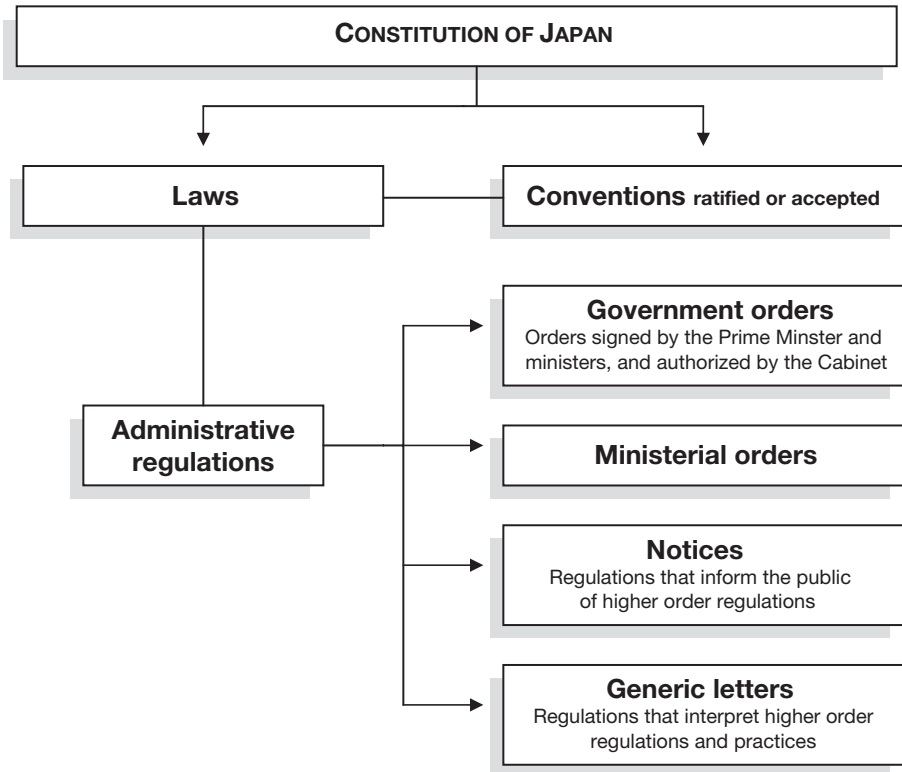 CONSTITUTION OF JAPAN
Laws
Conventions ratified or accepted
Government orders
Orders signed by the Prime Minster and
ministers, and authorized by the Cabinet
Administrative
regulations
Ministerial orders
Notices
Regulations that inform the public
of higher order regulations
Generic letters
Regulations that interpret higher order
regulations and practices